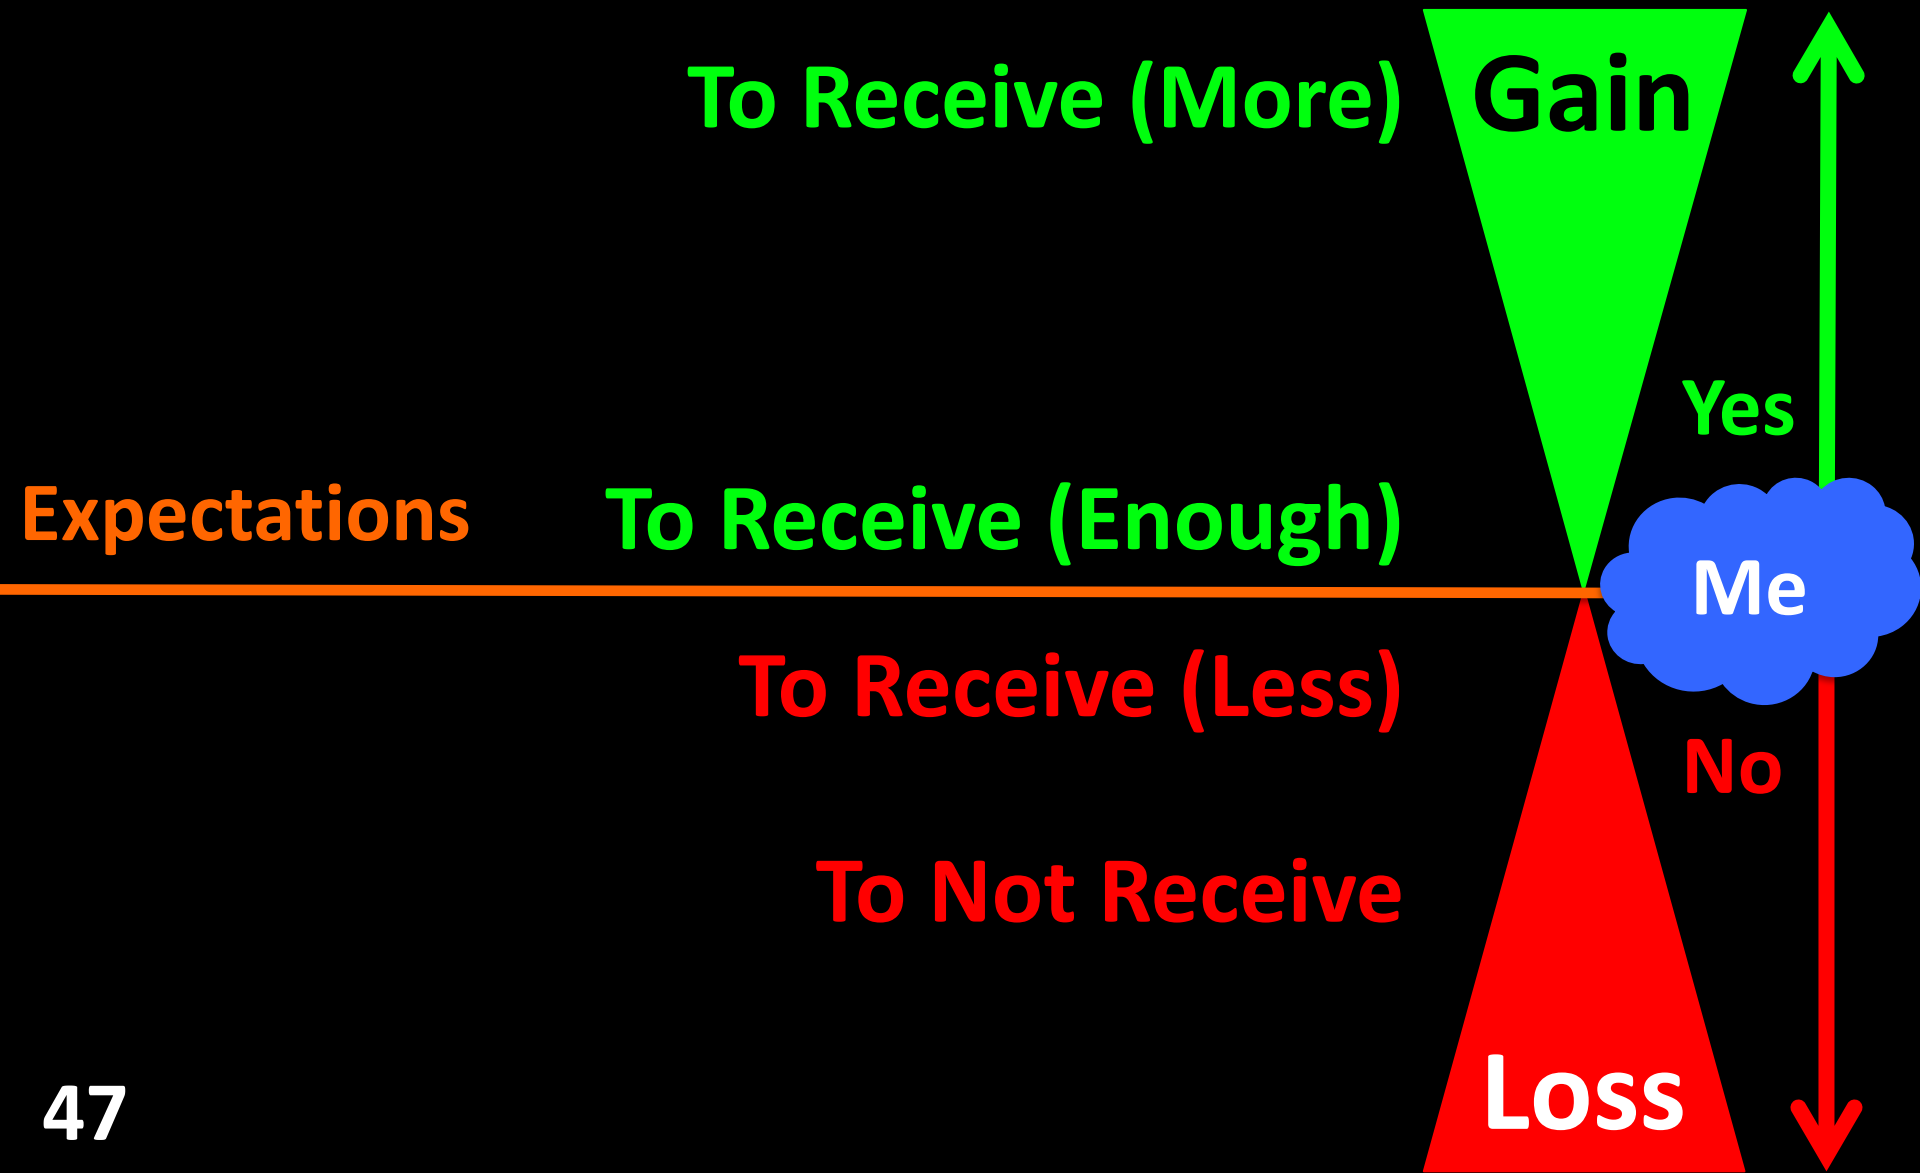 To Receive (More)
Gain
Yes
Expectations
To Receive (Enough)
Me
To Receive (Less)
No
To Not Receive
Loss
47